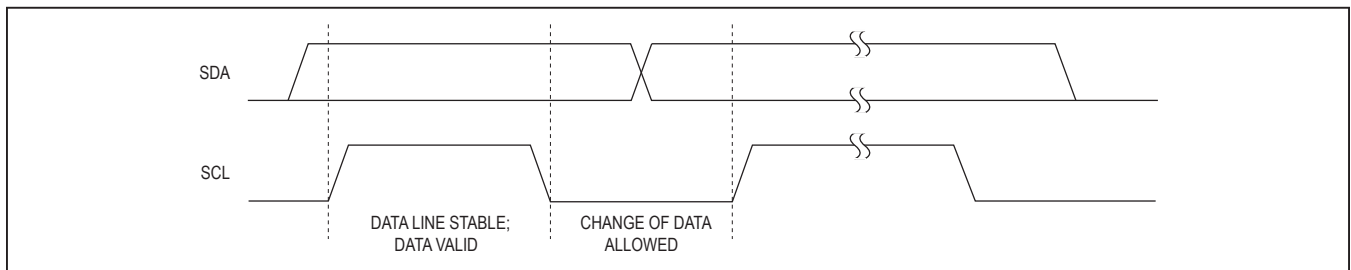 SDA
SCL
DATA LINE STABLE;
DATA VALID
CHANGE OF DATA
ALLOWED